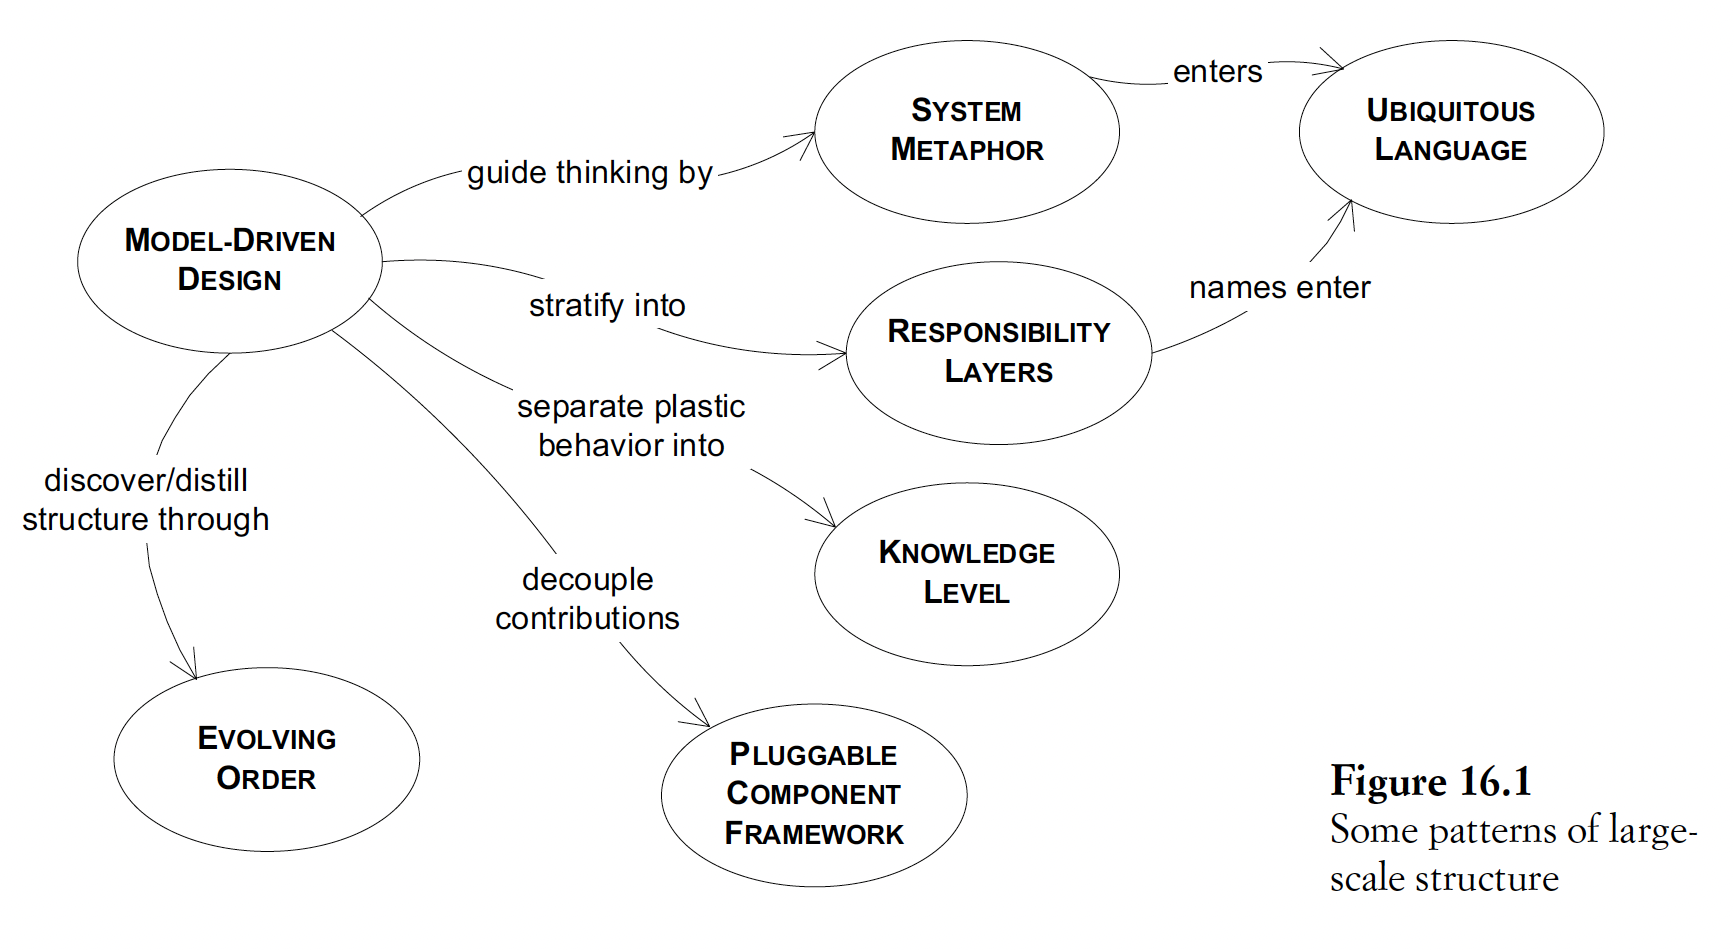 SYSTEM
METAPHOR
enters
UBIQUITOUS
LANGUAGE
guide thinking by
MODEL-DRIVEN
DESIGN
stratify into
RESPONSIBILITY
LAYERS
names enter
separate plastic
behavior into
discover/distill
structure through
KNOWLEDGE
LEVEL
decouple
contributions
EVOLVING
ORDER
PLUGGABLE
COMPONENT
FRAMEWORK
Figure 16.1
Some patterns of large-
scale structure